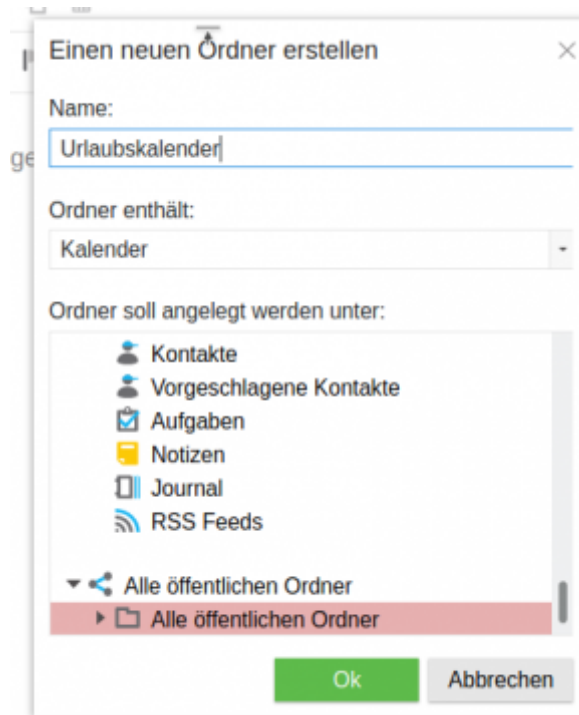 Einen neuen Ordner erstellen
Name:
ge
Urlaubskalender
Ordner enthält:
Kalender
Ordner soll angelegt werden unter:
Kontakte
Vorgeschlagene Kontakte
Aufgaben
Notizen
Journal
RSS Feeds
Alle öffentlichen Ordner
Alle öffentlichen Ordner
Ok Abbrechen